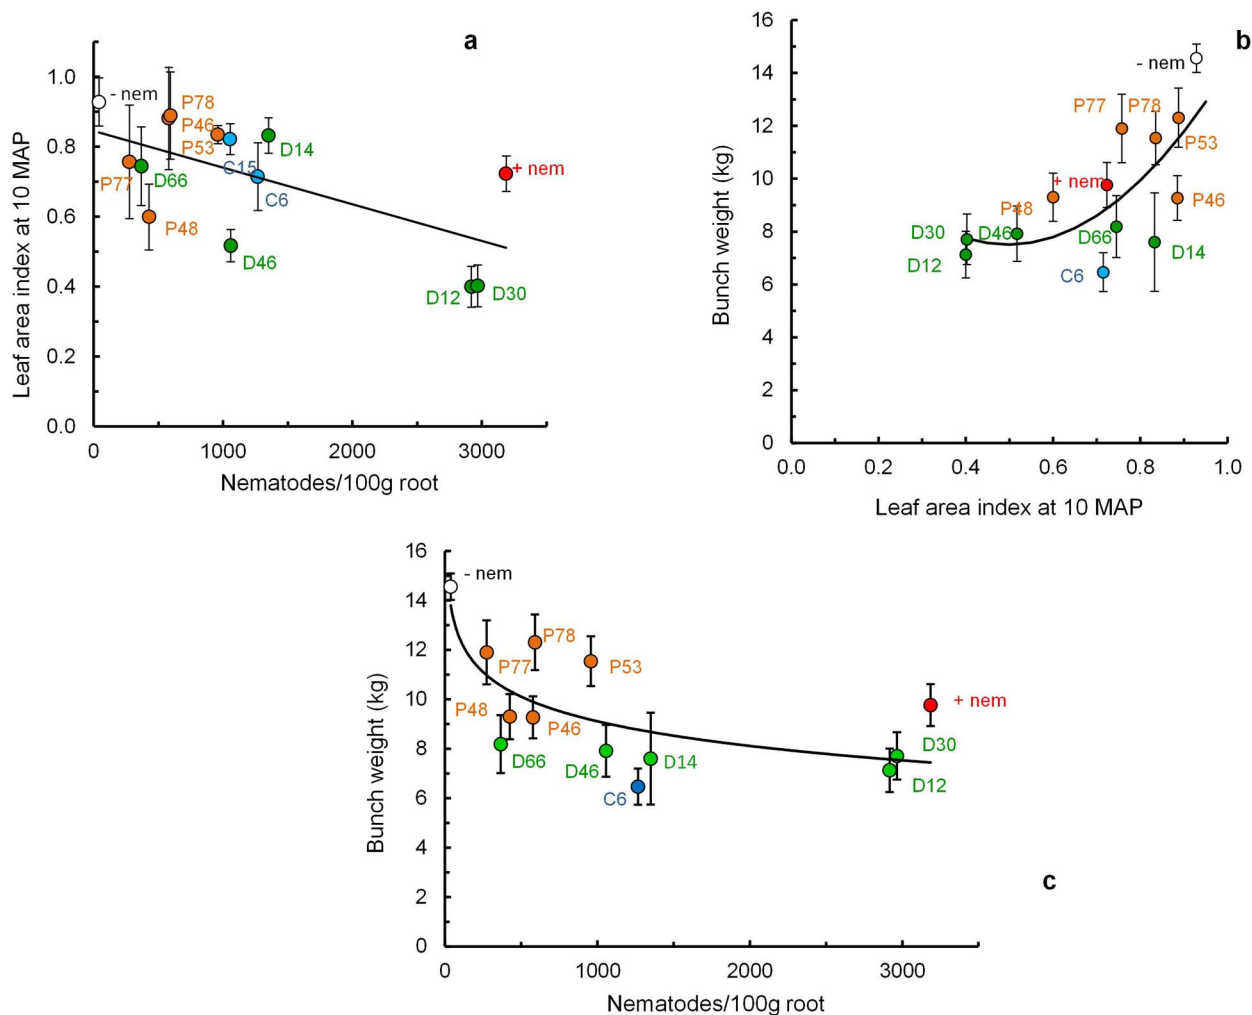 a
1.0
0.8
0.6
0.4
0.2
0.0
Leaf area index at 10 MAP
- nem
P78
P46
P53
P77
D66
P48
C15
C6
D14
D46
+ nem
D12
D30
0
1000
2000
3000
Nematodes/100g root
b
16
14
12
10
8
6
4
2
0
Bunch weight (kg)
- nem
P77
P78
P53
+ nem
P48
P46
D30
D46
D66
D14
D12
C6
0.0
0.2
0.4
0.6
0.8
1.0
Leaf area index at 10 MAP
16
14
12
10
8
6
4
2
0
Bunch weight (kg)
- nem
P78
P77
P53
P48
P46
+ nem
D66
D46
D14
D30
C6
D12
c
0
1000
2000
3000
Nematodes/100g root